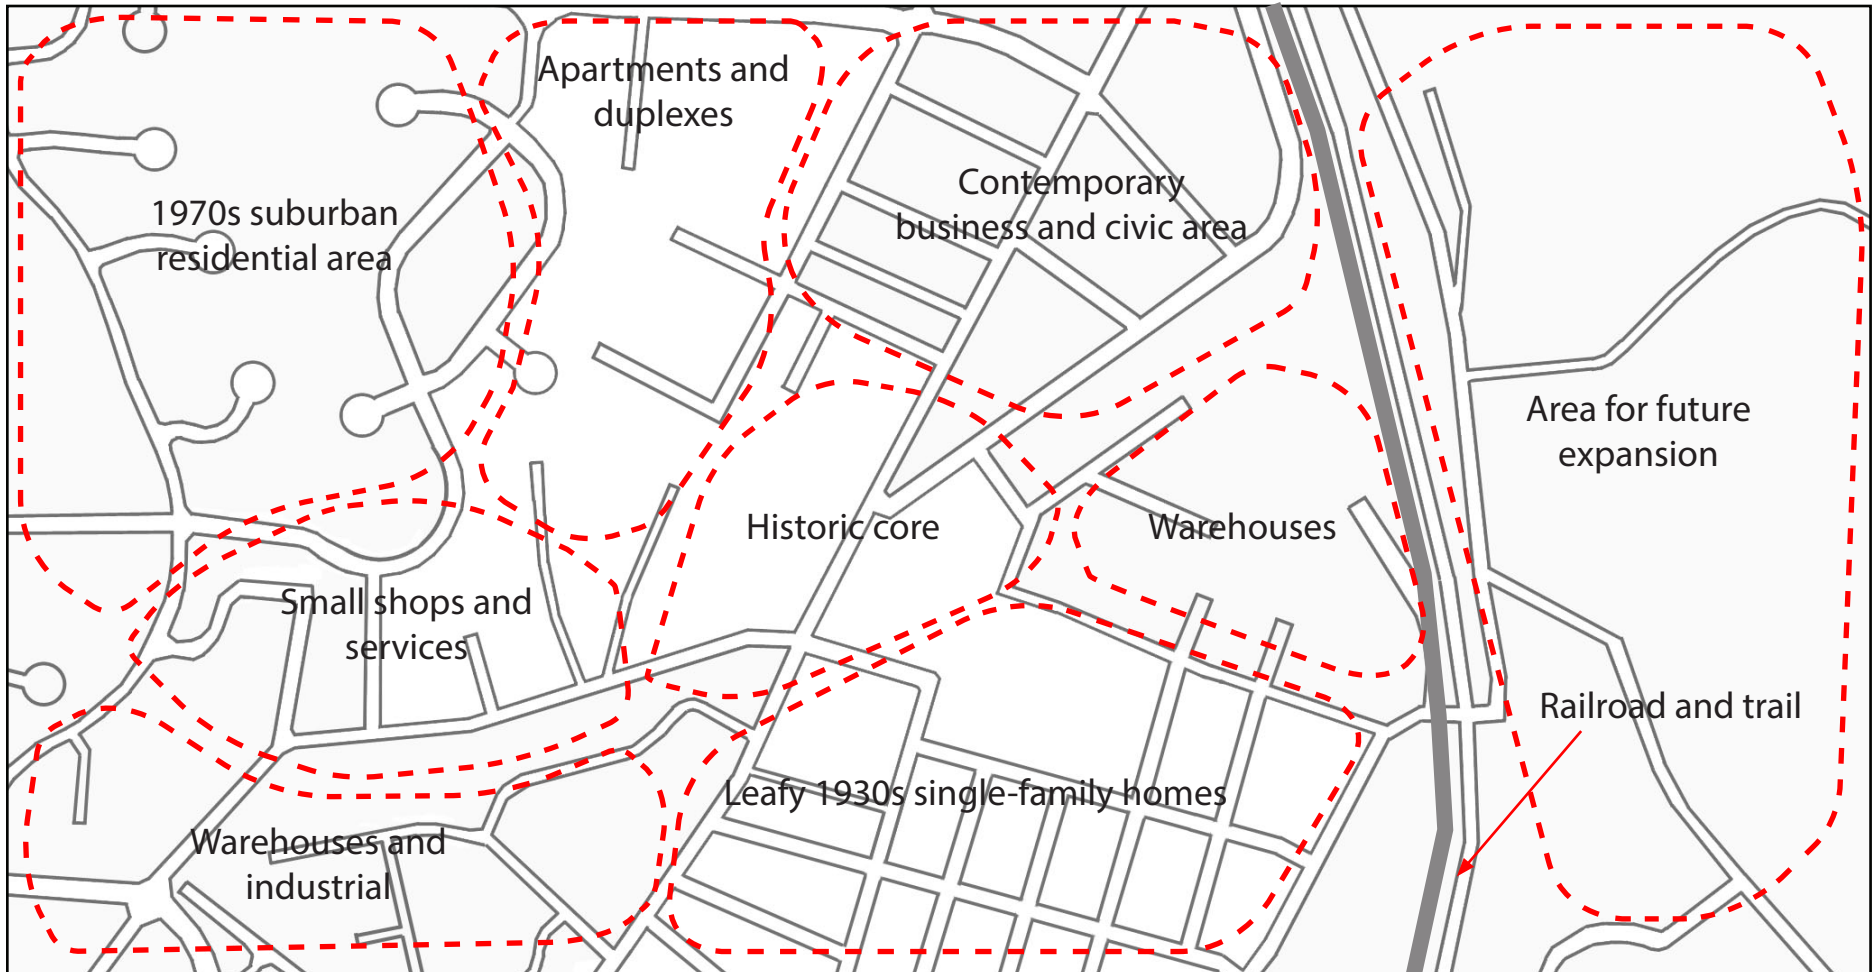 Apartments and
duplexes
Contemporary
business and civic area
1970s suburban
residential area
Area for future
expansion
Historic core
Warehouses
Small shops and
services
Railroad and trail
Leafy 1930s single-family homes
Warehouses and
industrial